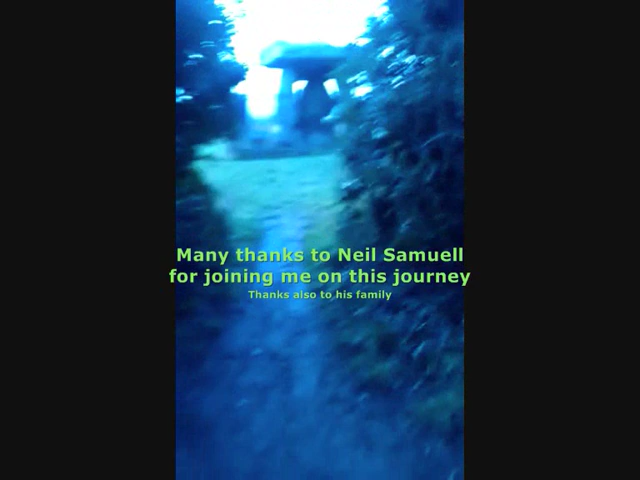 Many thanks to Neil Samuell
for joining me on this journey
Thanks also to his family